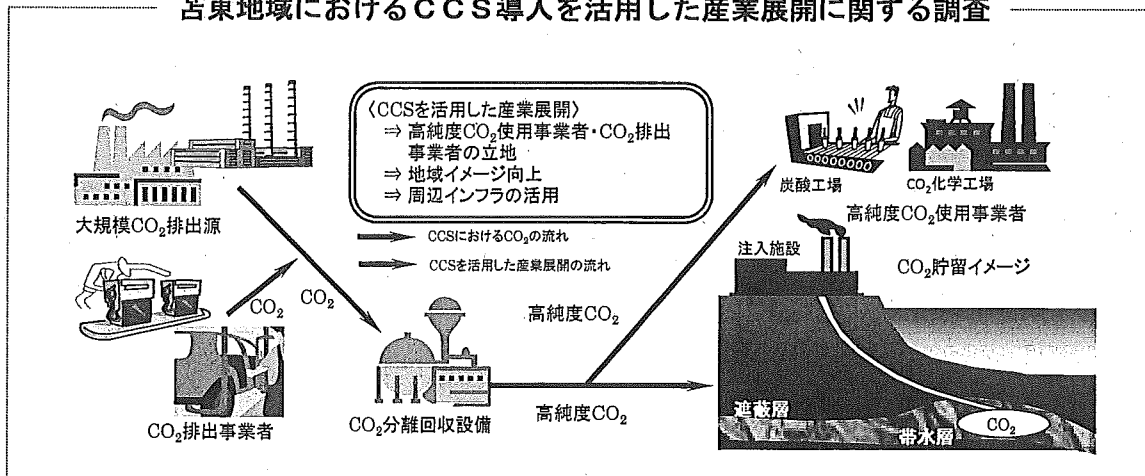 苫東地域におけるCCS導入を活用した産業展開に関する調査
〈CCSを活用した産業展開〉
⇒ 高純度CO₂使用事業者・CO₂排出
事業者の立地
⇒ 地域イメージ向上
⇒ 周辺インフラの活用
CCSにおけるCO₂の流れ
CCSを活用した産業展開の流れ
大規模CO₂排出源
CO₂
CO₂
CO₂排出事業者
CO₂分離回収設備
高純度CO₂
高純度CO₂
炭酸工場
CO₂化学工場
高純度CO₂使用事業者
注入施設
CO₂貯留イメージ
遮蔽層
帯水層
CO₂